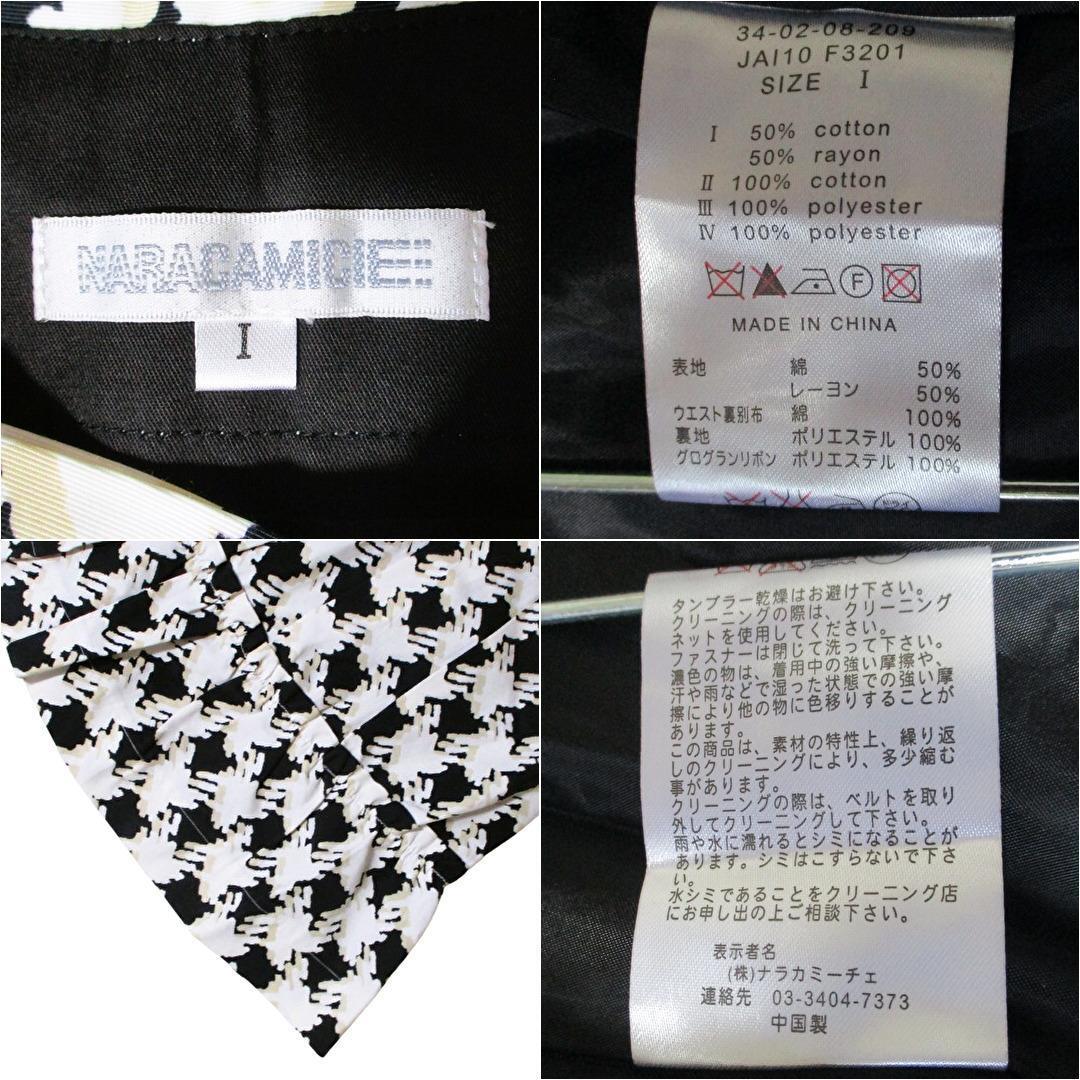 NARACAMICIE
I
34-02-08-209
JAI10 F3201
SIZE I
I 50% cotton
50% rayon
II 100% cotton
III 100% polyester
IV 100% polyester
F
MADE IN CHINA
表地 綿 50%
レーヨン 50%
ウエスト裏別布 綿 100%
裏地 ポリエステル 100%
グログランリボン ポリエステル 100%
タンブラー乾燥はお避け下さい。
クリーニングの際は、クリーニング
ネットを使用してください。
ファスナーは閉じて洗って下さい。
濃色の物は、着用中の強い摩擦や、
汗や雨などで湿った状態での強い摩
擦により他の物に色移りすることが
あります。
この商品は、素材の特性上、繰り返
しのクリーニングにより、多少縮む
事があります。
クリーニングの際は、ベルトを取り
外してクリーニングして下さい。
雨や水に濡れるとシミになることが
あります。シミはこすらないで下さ
い。
水シミであることをクリーニング店
にお申し出の上ご相談下さい。
表示者名
(株)ナラカミーチェ
連絡先 03-3404-7373
中国製